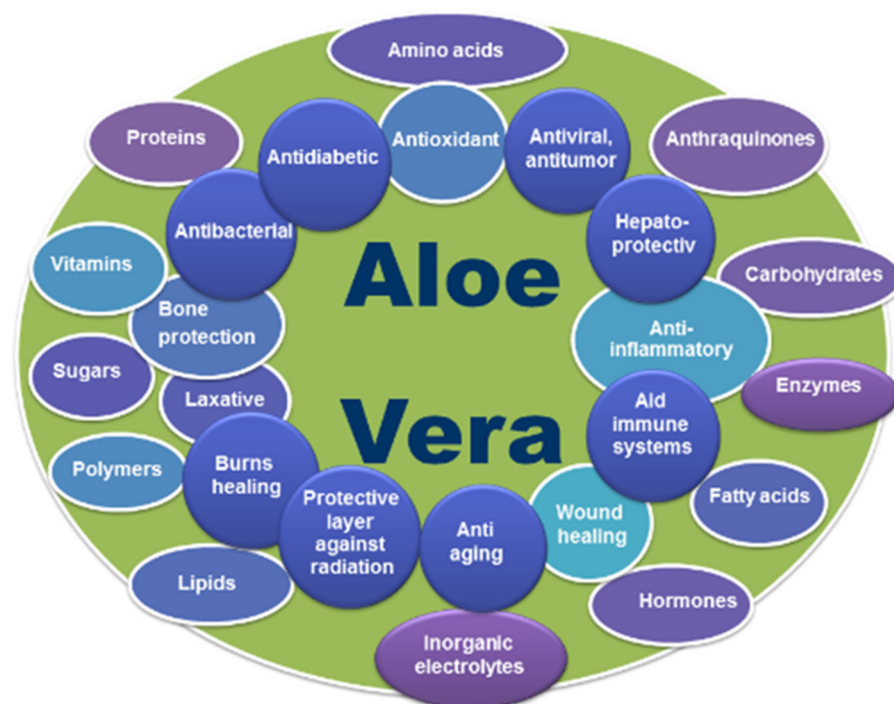 Amino acids
Proteins
Antidiabetic
Antioxidant
Antiviral,
antitumor
Anthraquinones
Antibacterial
Hepato-
protectiv
Vitamins
Aloe
Carbohydrates
Bone
protection
Anti-
inflammatory
Sugars
Laxative
Enzymes
Vera
Aid
immune
systems
Polymers
Burns
healing
Protective
layer
against
radiation
Anti
aging
Wound
healing
Fatty acids
Lipids
Hormones
Inorganic
electrolytes